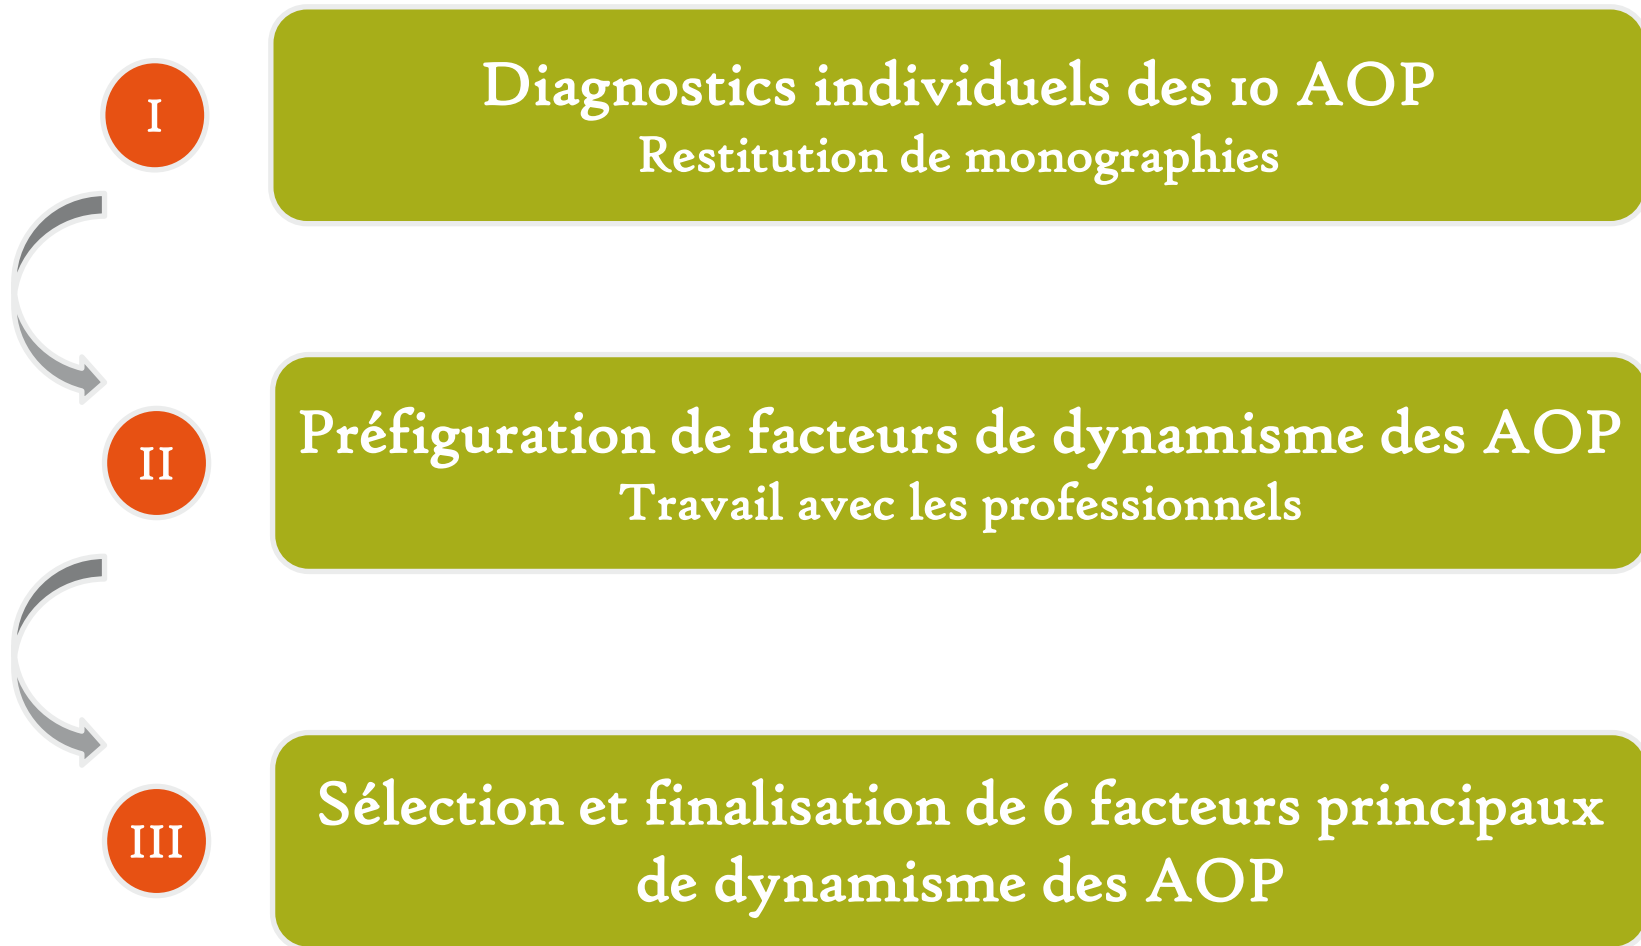 I
Diagnostics individuels des 10 AOP
Restitution de monographies
II
Préfiguration de facteurs de dynamisme des AOP
Travail avec les professionnels
III
Sélection et finalisation de 6 facteurs principaux
de dynamisme des AOP